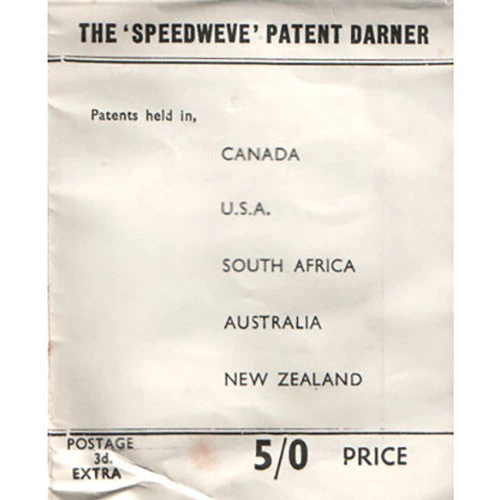 THE 'SPEEDWEVE' PATENT DARNER
Patents held in,
CANADA
U.S.A.
SOUTH AFRICA
AUSTRALIA
NEW ZEALAND
POSTAGE
3d.
EXTRA
5/0 PRICE